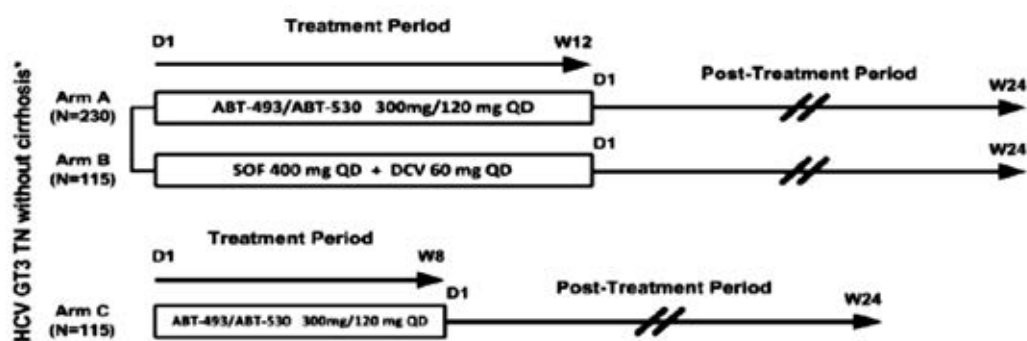 HCV GT3 TN without cirrhosis*
Treatment Period
D1 W12
D1
Post-Treatment Period
W24
Arm A
(N=230)
ABT-493/ABT-530 300mg/120 mg QD
D1
W24
Arm B
(N=115)
SOF 400 mg QD + DCV 60 mg QD
Treatment Period
D1 W8
D1
Post-Treatment Period
W24
Arm C
(N=115)
ABT-493/ABT-530 300mg/120 mg QD